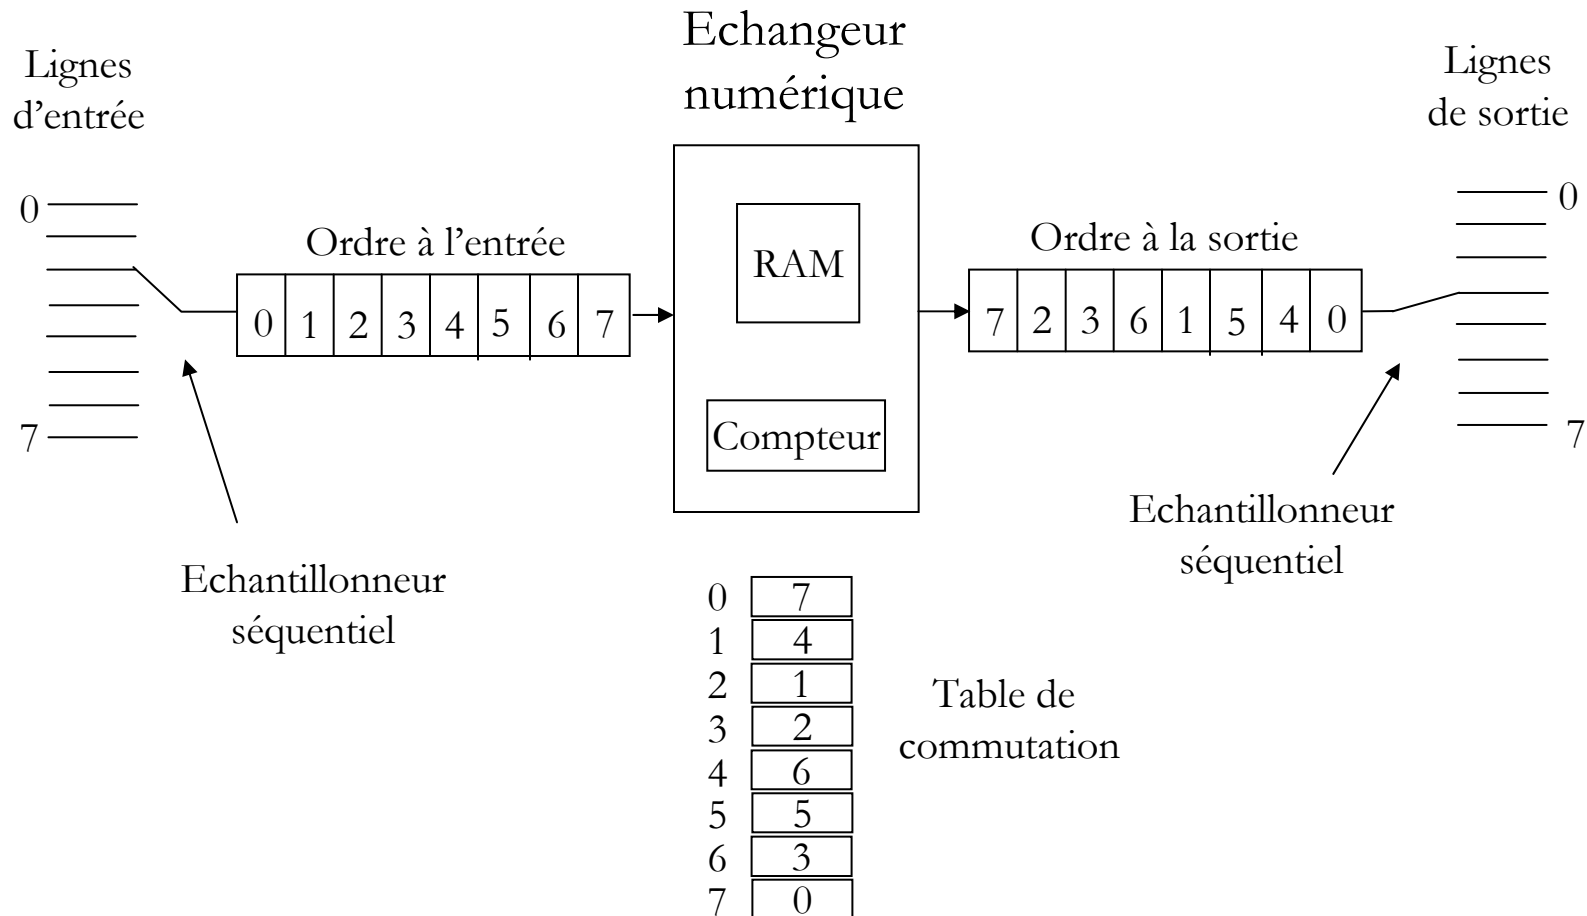 Echangeur
numérique
Lignes
d'entrée
Lignes
de sortie
0
7
Ordre à l'entrée
0 1 2 3 4 5 6 7
RAM
Compteur
Ordre à la sortie
7 2 3 6 1 5 4 0
0
7
Echantillonneur
séquentiel
Echantillonneur
séquentiel
0 7
1 4
2 1
3 2
4 6
5 5
6 3
7 0
Table de
commutation